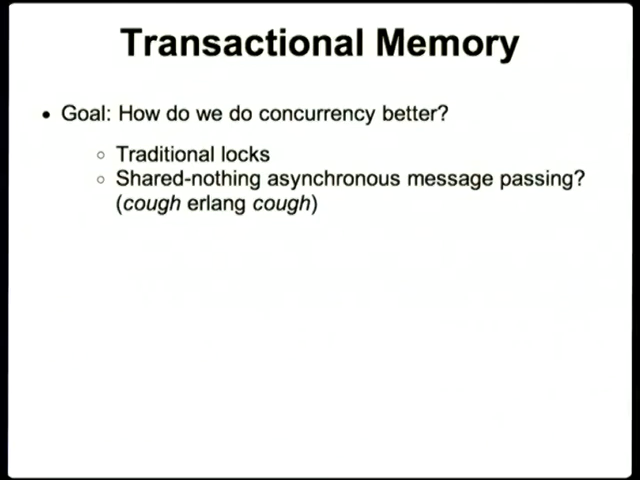 Transactional Memory
• Goal: How do we do concurrency better?
○ Traditional locks
○ Shared-nothing asynchronous message passing?
(cough erlang cough)